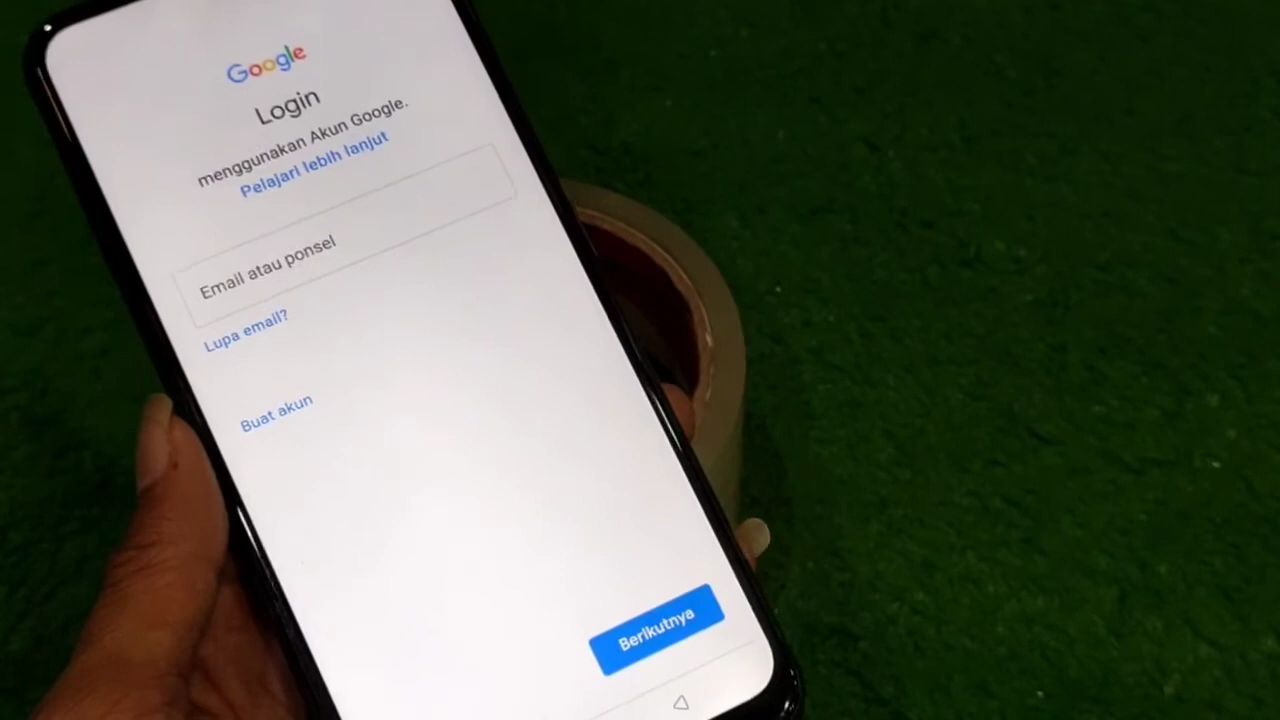 Google
Login
menggunakan Akun Google.
Pelajari lebih lanjut
Email atau ponsel
Lupa email?
Buat akun
Berikutnya